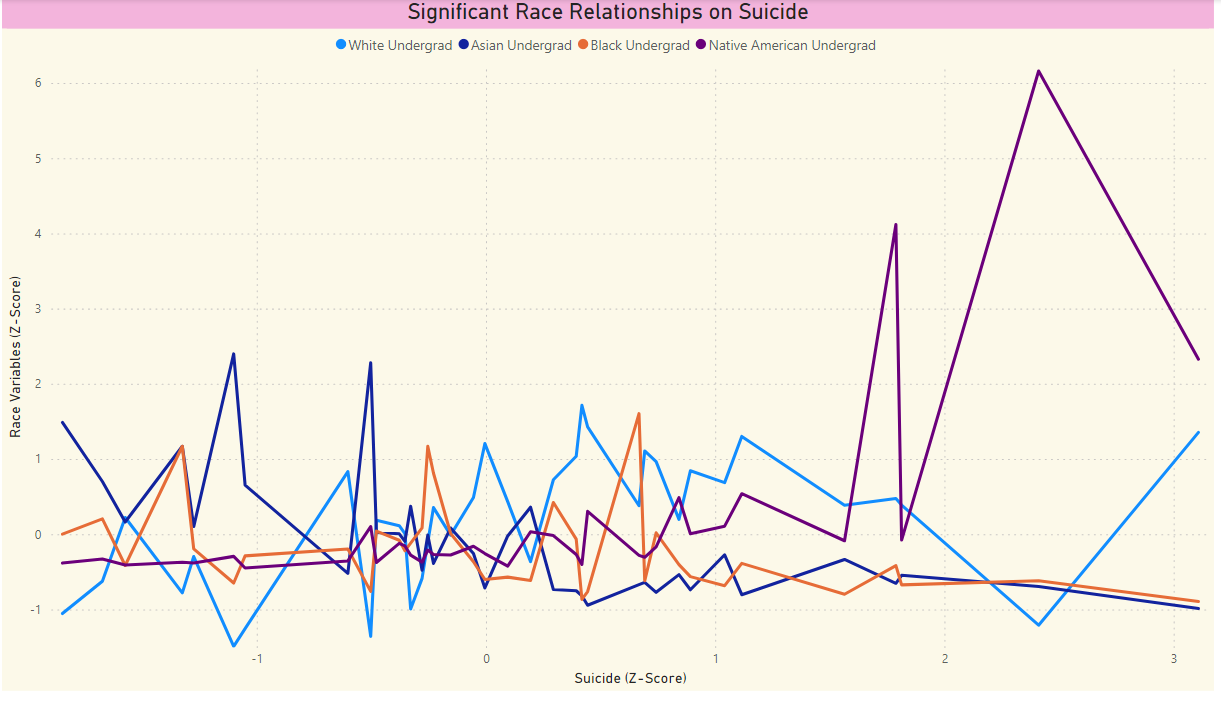 Significant Race Relationships on Suicide
White Undergrad Asian Undergrad Black Undergrad Native American Undergrad
6
5
4
3
2
1
0
-1
Race Variables (Z-Score)
-1 0 1 2 3
Suicide (Z-Score)